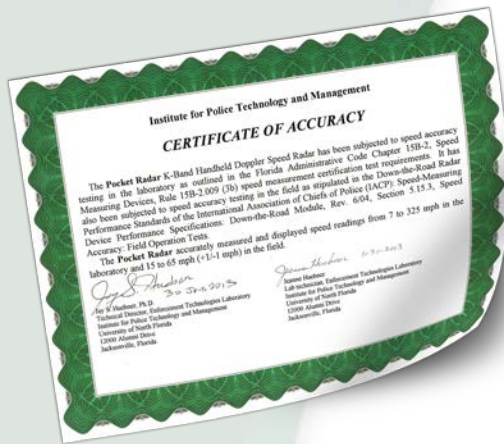 Institute for Police Technology and Management
CERTIFICATE OF ACCURACY
The Pocket Radar K-Band Handheld Doppler Speed Radar has been subjected to speed accuracy
testing in the laboratory as outlined in the Florida Administrative Code Chapter 15B-2, Speed
Measuring Devices, Rule 15B-2.009 (3b) speed measurement certification test requirements. It has
also been subjected to speed accuracy testing in the field as stipulated in the Down-the-Road Radar
Performance Standards of the International Association of Chiefs of Police (IACP): Speed-Measuring
Device Performance Specifications: Down-the-Road Module, Rev. 6/04, Section 5.15.3, Speed
Accuracy: Field Operation Tests.
The Pocket Radar accurately measured and displayed speed readings from 7 to 325 mph in the
laboratory and 15 to 65 mph (+1/-1 mph) in the field.
Jay S.
2013
Jay S. Ph.D.
Technical Director, Enforcement Technologies Laboratory
Institute for Police Technology and Management
University of North Florida
12000 Alumni Drive
Jacksonville, Florida
Jeanne
Lab technician, Enforcement Technologies Laboratory
Institute for Police Technology and Management
University of North Florida
12000 Alumni Drive
Jacksonville, Florida